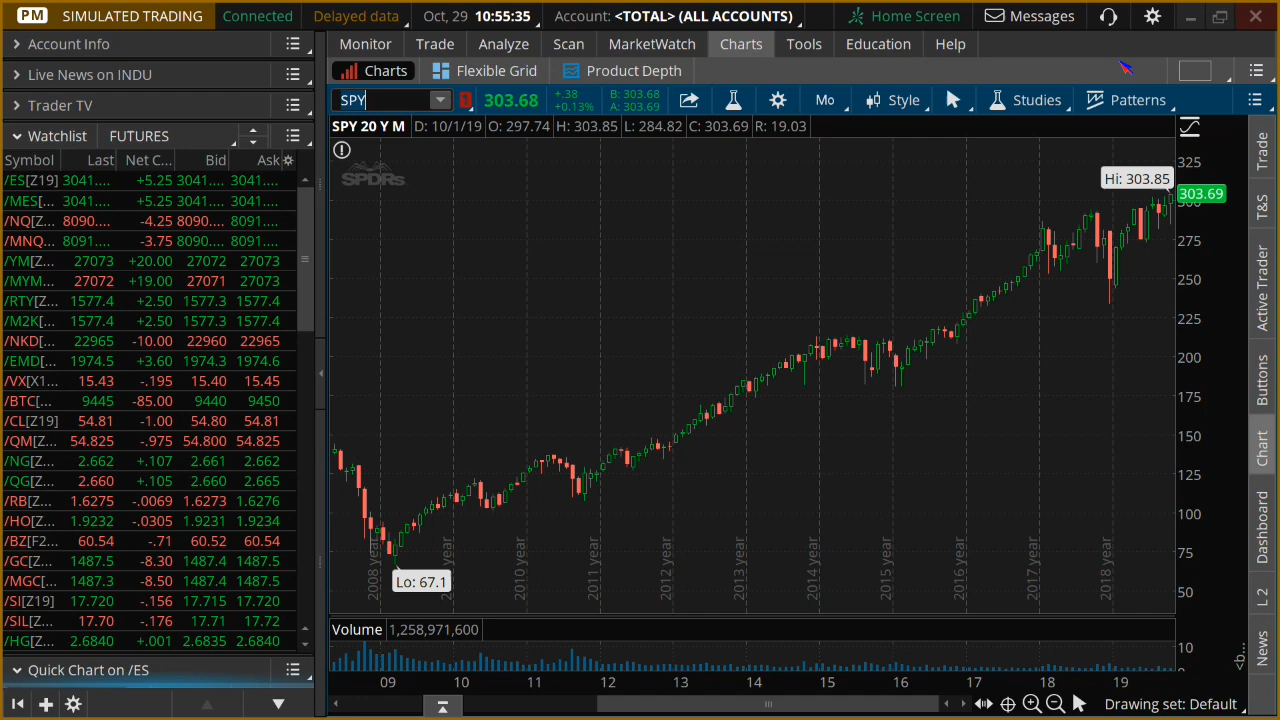 PM SIMULATED TRADING Connected Delayed data Oct, 29 10:55:35 Account: <TOTAL> (ALL ACCOUNTS) Home Screen Messages
Account Info
Live News on INDU
Trader TV
Watchlist FUTURES
Symbol Last Net C... Bid Ask
/ES[Z19] 3041.... +5.25 3041.... 3041....
/MES[... 3041.... +5.25 3041.... 3041....
/NQ[Z... 8090.... -4.25 8090.... 8091....
/MNQ... 8091.... -3.75 8090.... 8091....
/YM[Z... 27073 +20.00 27072 27073
/MYM... 27072 +19.00 27071 27073
/RTY[Z... 1577.4 +2.50 1577.3 1577.4
/M2K[... 1577.4 +2.50 1577.3 1577.4
/NKD[... 22965 -10.00 22960 22965
/EMD[... 1974.5 +3.60 1974.3 1974.6
/VX[X1... 15.43 -.195 15.40 15.45
/BTC[... 9445 -85.00 9440 9450
/CL[Z19] 54.81 -1.00 54.80 54.81
/QM[Z... 54.825 -.975 54.800 54.825
/NG[Z... 2.662 +.107 2.661 2.662
/QG[Z... 2.660 +.105 2.660 2.665
/RB[Z... 1.6275 -.0069 1.6273 1.6276
/HO[Z... 1.9232 -.0305 1.9231 1.9234
/BZ[F2... 60.54 -.71 60.52 60.54
/GC[Z... 1487.5 -8.30 1487.4 1487.5
/MGC[... 1487.3 -8.50 1487.4 1487.5
/SI[Z19] 17.720 -.156 17.715 17.720
/SIL[Z... 17.70 -.176 17.71 17.72
/HG[Z... 2.6840 +.001 2.6835 2.6840
Quick Chart on /ES
Monitor Trade Analyze Scan MarketWatch Charts Tools Education Help
Charts Flexible Grid Product Depth
SPY 1 303.68 +.38 +0.13% B: 303.68 A: 303.69 Mo Style Studies Patterns
SPY 20 Y M D: 10/1/19 O: 297.74 H: 303.85 L: 284.82 C: 303.69 R: 19.03
SPDRs
Hi: 303.85
303.69
325
300
275
250
225
200
175
150
125
100
75
50
Lo: 67.1
2008 year
year
2010 year
2011 year
2012 year
2013 year
2014 year
2015 year
2016 year
2017 year
2018 year
Volume 1,258,971,600
10
5
<b...
09 10 11 12 13 14 15 16 17 18 19
Drawing set: Default
Trade
T&S
Active Trader
Buttons
Chart
Dashboard
L 2
News